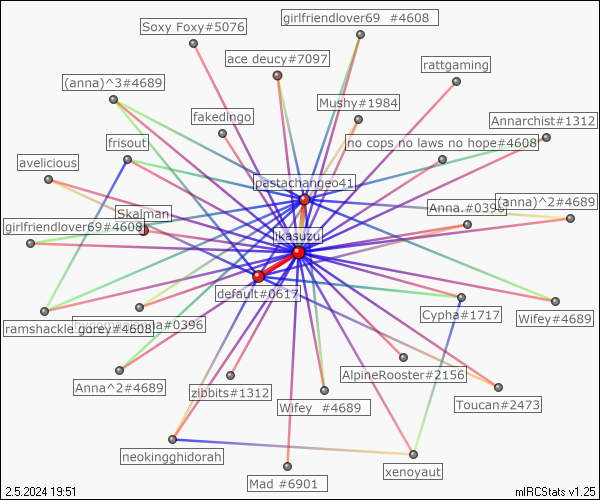 girlfriendlover69 #4608
Soxy Foxy#5076
ace deucy#7097
rattgaming
(anna)^3#4689
Mushy#1984
fakedingo
Annarchist#1312
frisout
no cops no laws no hope#4608
avelicious
pastachangeo41
(anna)^2#4689
Anna.#0396
Skalman
girlfriendlover69#4608
ikasuzu
default#0617
Cypha#1717
Wifey#4689
ramshackle gorey#4608
#0396
AlpineRooster#2156
Anna^2#4689
zibbits#1312
Wifey #4689
Toucan#2473
neokingghidorah
xenoyaut
Mad #6901
2.5.2024 19:51
mIRCStats v1.25